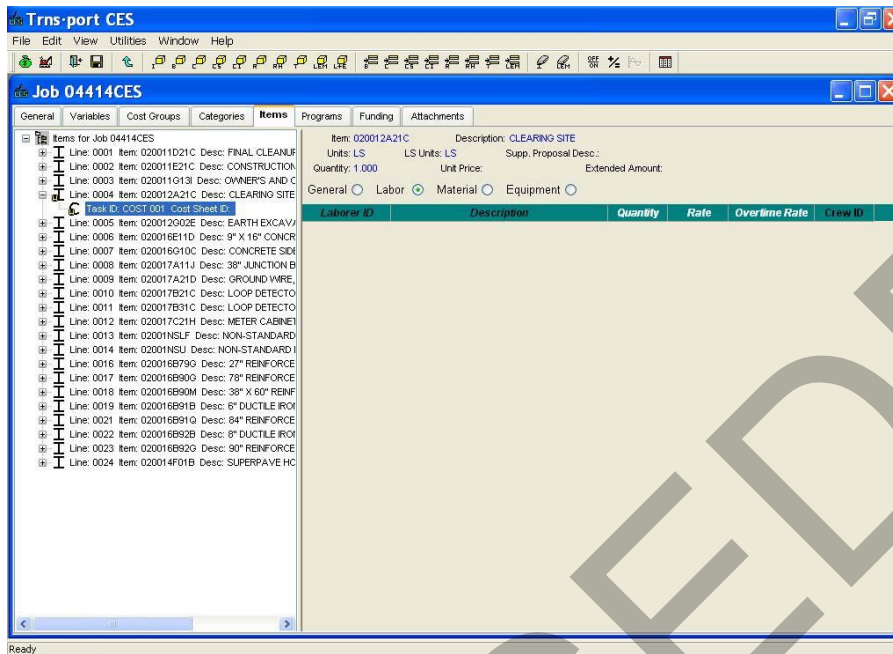 Trns·port CES
File Edit View Utilities Window Help
Job 04414CES
General Variables Cost Groups Categories Items Programs Funding Attachments
Items for Job 04414CES
Line: 0001 Item: 020011D21C Desc: FINAL CLEANUP
Line: 0002 Item: 020011E21C Desc: CONSTRUCTION
Line: 0003 Item: 020011G13I Desc: OWNER'S AND C
Line: 0004 Item: 020012A21C Desc: CLEARING SITE
Task ID: COST 001 Cost Sheet ID:
Line: 0005 Item: 020012G02E Desc: EARTH EXCAVA
Line: 0006 Item: 020016E11D Desc: 9" X 16" CONCR
Line: 0007 Item: 020016G10C Desc: CONCRETE SIDE
Line: 0008 Item: 020017A11J Desc: 38" JUNCTION B
Line: 0009 Item: 020017A21D Desc: GROUND WIRE,
Line: 0010 Item: 020017B21C Desc: LOOP DETECTO
Line: 0011 Item: 020017B31C Desc: LOOP DETECTO
Line: 0012 Item: 020017C21H Desc: METER CABINET
Line: 0013 Item: 02001NSLF Desc: NON-STANDARD
Line: 0014 Item: 02001NSU Desc: NON-STANDARD I
Line: 0016 Item: 020016B79G Desc: 27" REINFORCE
Line: 0017 Item: 020016B90G Desc: 78" REINFORCE
Line: 0018 Item: 020016B90M Desc: 38" X 60" REINF
Line: 0019 Item: 020016B91B Desc: 6" DUCTILE IRON
Line: 0021 Item: 020016B91Q Desc: 84" REINFORCE
Line: 0022 Item: 020016B92B Desc: 8" DUCTILE IRON
Line: 0023 Item: 020016B92G Desc: 90" REINFORCE
Line: 0024 Item: 020014F01B Desc: SUPERPAVE HO
Item: 020012A21C Description: CLEARING SITE
Units: LS LS Units: LS Supp. Proposal Desc.:
Quantity: 1.000 Unit Price: Extended Amount:
General Labor Material Equipment
Laborer ID Description Quantity Rate Overtime Rate Crew ID
Ready